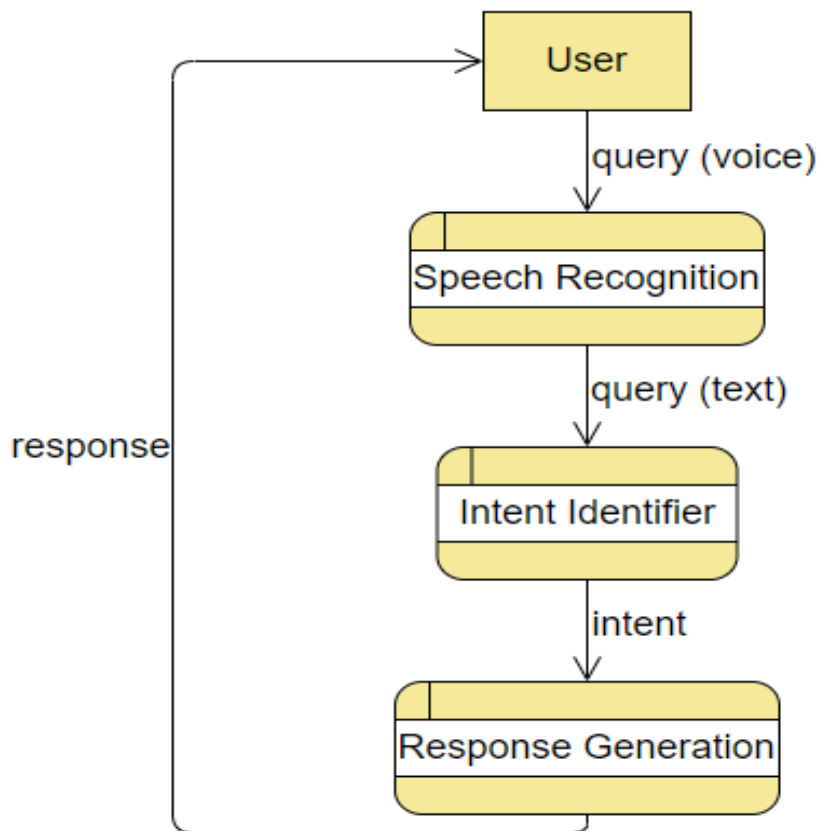 User
query (voice)
Speech Recognition
query (text)
response
Intent Identifier
intent
Response Generation